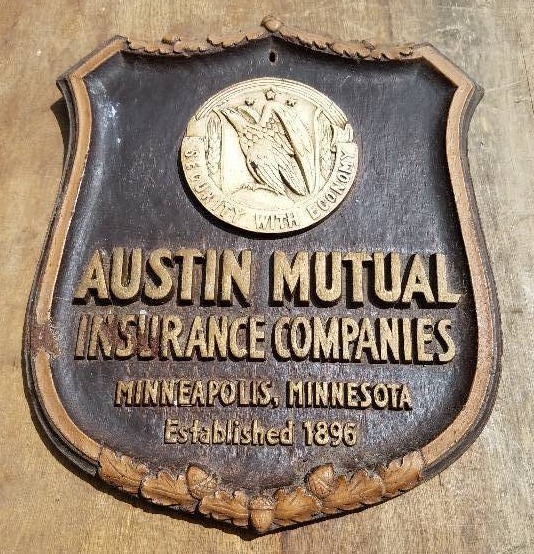 SECURITY WITH ECONOMY
AUSTIN MUTUAL
INSURANCE COMPANIES
MINNEAPOLIS, MINNESOTA
Established 1896